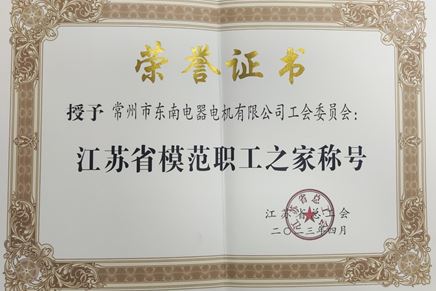 荣誉证书
授予 常州市东南电器电机有限公司工会委员会：
江苏省模范职工之家称号
江苏省总工会
二〇二三年四月